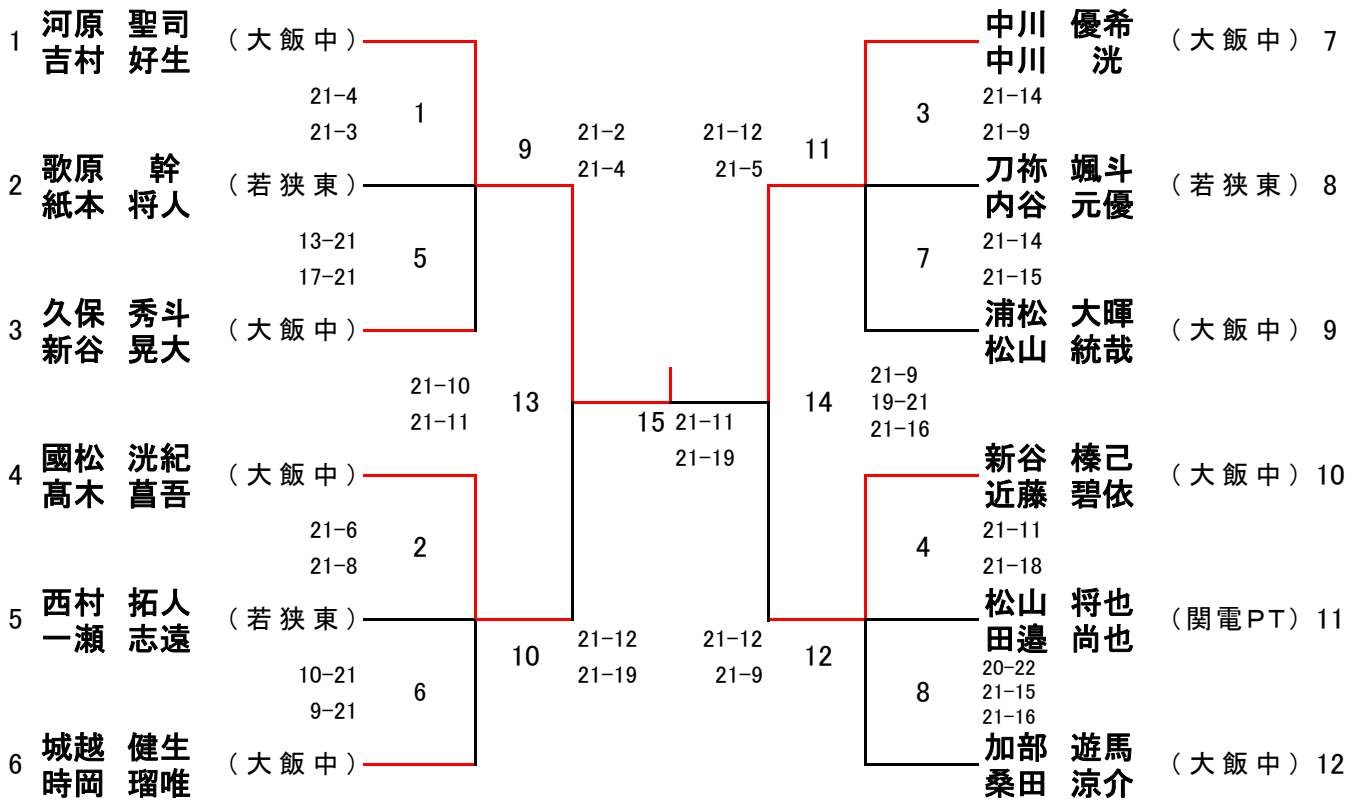 1 河原 聖司 (大飯中)
吉村 好生
21-4
21-3
1
2 歌原 幹 (若狭東)
紙本 将人
13-21
17-21
5
3 久保 秀斗 (大飯中)
新谷 晃大
9
21-2
21-4
21-10
21-11
13
4 國松 洸紀 (大飯中)
髙木 菖吾
21-6
21-8
2
5 西村 拓人 (若狭東)
一瀬 志遠
10-21
9-21
6
6 城越 健生 (大飯中)
時岡 瑠唯
10
21-12
21-19
15 21-11
21-19
中川 優希 (大飯中) 7
中川 洸
3
21-14
21-9
刀祢 颯斗 (若狭東) 8
内谷 元優
7
21-14
21-15
浦松 大暉 (大飯中) 9
松山 統哉
21-12
21-5
11
14
21-9
19-21
21-16
新谷 榛己 (大飯中) 10
近藤 碧依
4
21-11
21-18
松山 将也 (関電PT) 11
田邉 尚也
8
20-22
21-15
21-16
加部 遊馬 (大飯中) 12
桑田 涼介
21-12
21-9
12